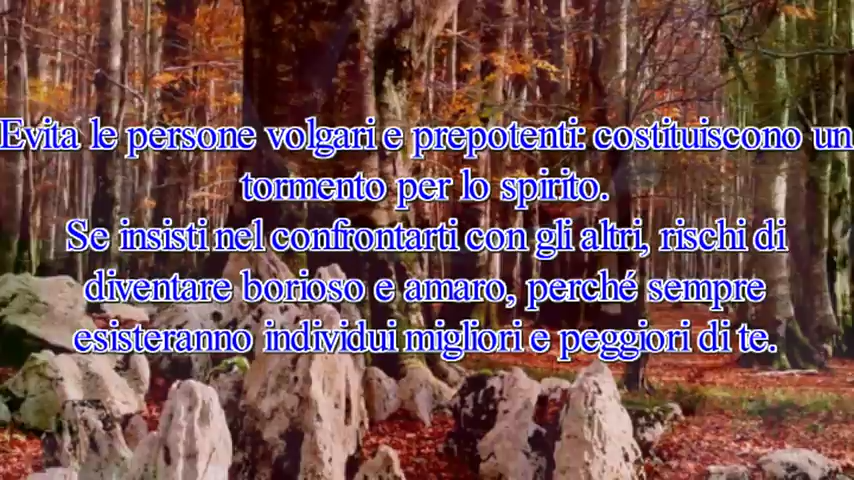 Evita le persone volgari e prepotenti: costituiscono un
tormento per lo spirito.
Se insisti nel confrontarti con gli altri, rischi di
diventare borioso e amaro, perché sempre
esisteranno individui migliori e peggiori di te.